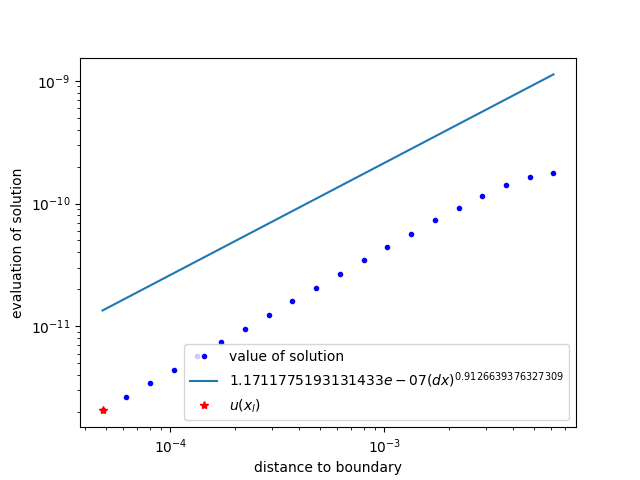 10⁻⁹
10⁻¹⁰
10⁻¹¹
evaluation of solution
value of solution
1.1711775193131433e − 07(dx)^0.9126639376327309
u(x_l)
10⁻⁴
10⁻³
distance to boundary